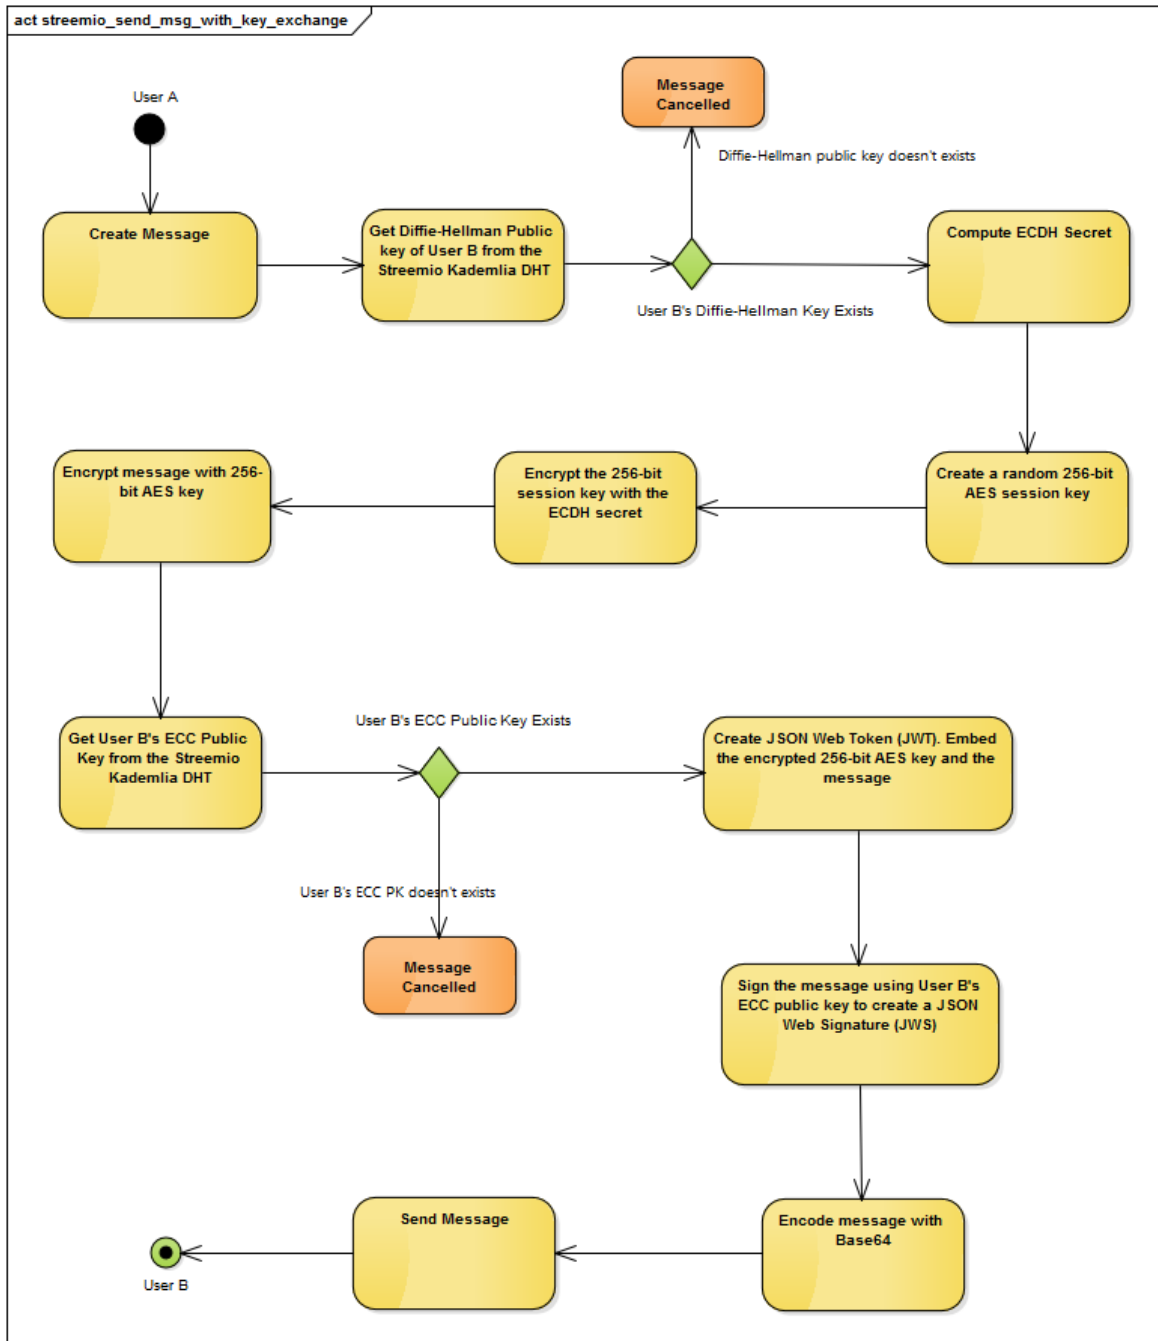 act streemio_send_msg_with_key_exchange
User A
Message
Cancelled
Diffie-Hellman public key doesn't exists
Create Message
Get Diffie-Hellman Public
key of User B from the
Streemio Kademlia DHT
User B's Diffie-Hellman Key Exists
Compute ECDH Secret
Encrypt message with 256-
bit AES key
Encrypt the 256-bit
session key with the
ECDH secret
Create a random 256-bit
AES session key
Get User B's ECC Public
Key from the Streemio
Kademlia DHT
User B's ECC Public Key Exists
Create JSON Web Token (JWT). Embed
the encrypted 256-bit AES key and the
message
User B's ECC PK doesn't exists
Message
Cancelled
Sign the message using User B's
ECC public key to create a JSON
Web Signature (JWS)
Encode message with
Base64
Send Message
User B